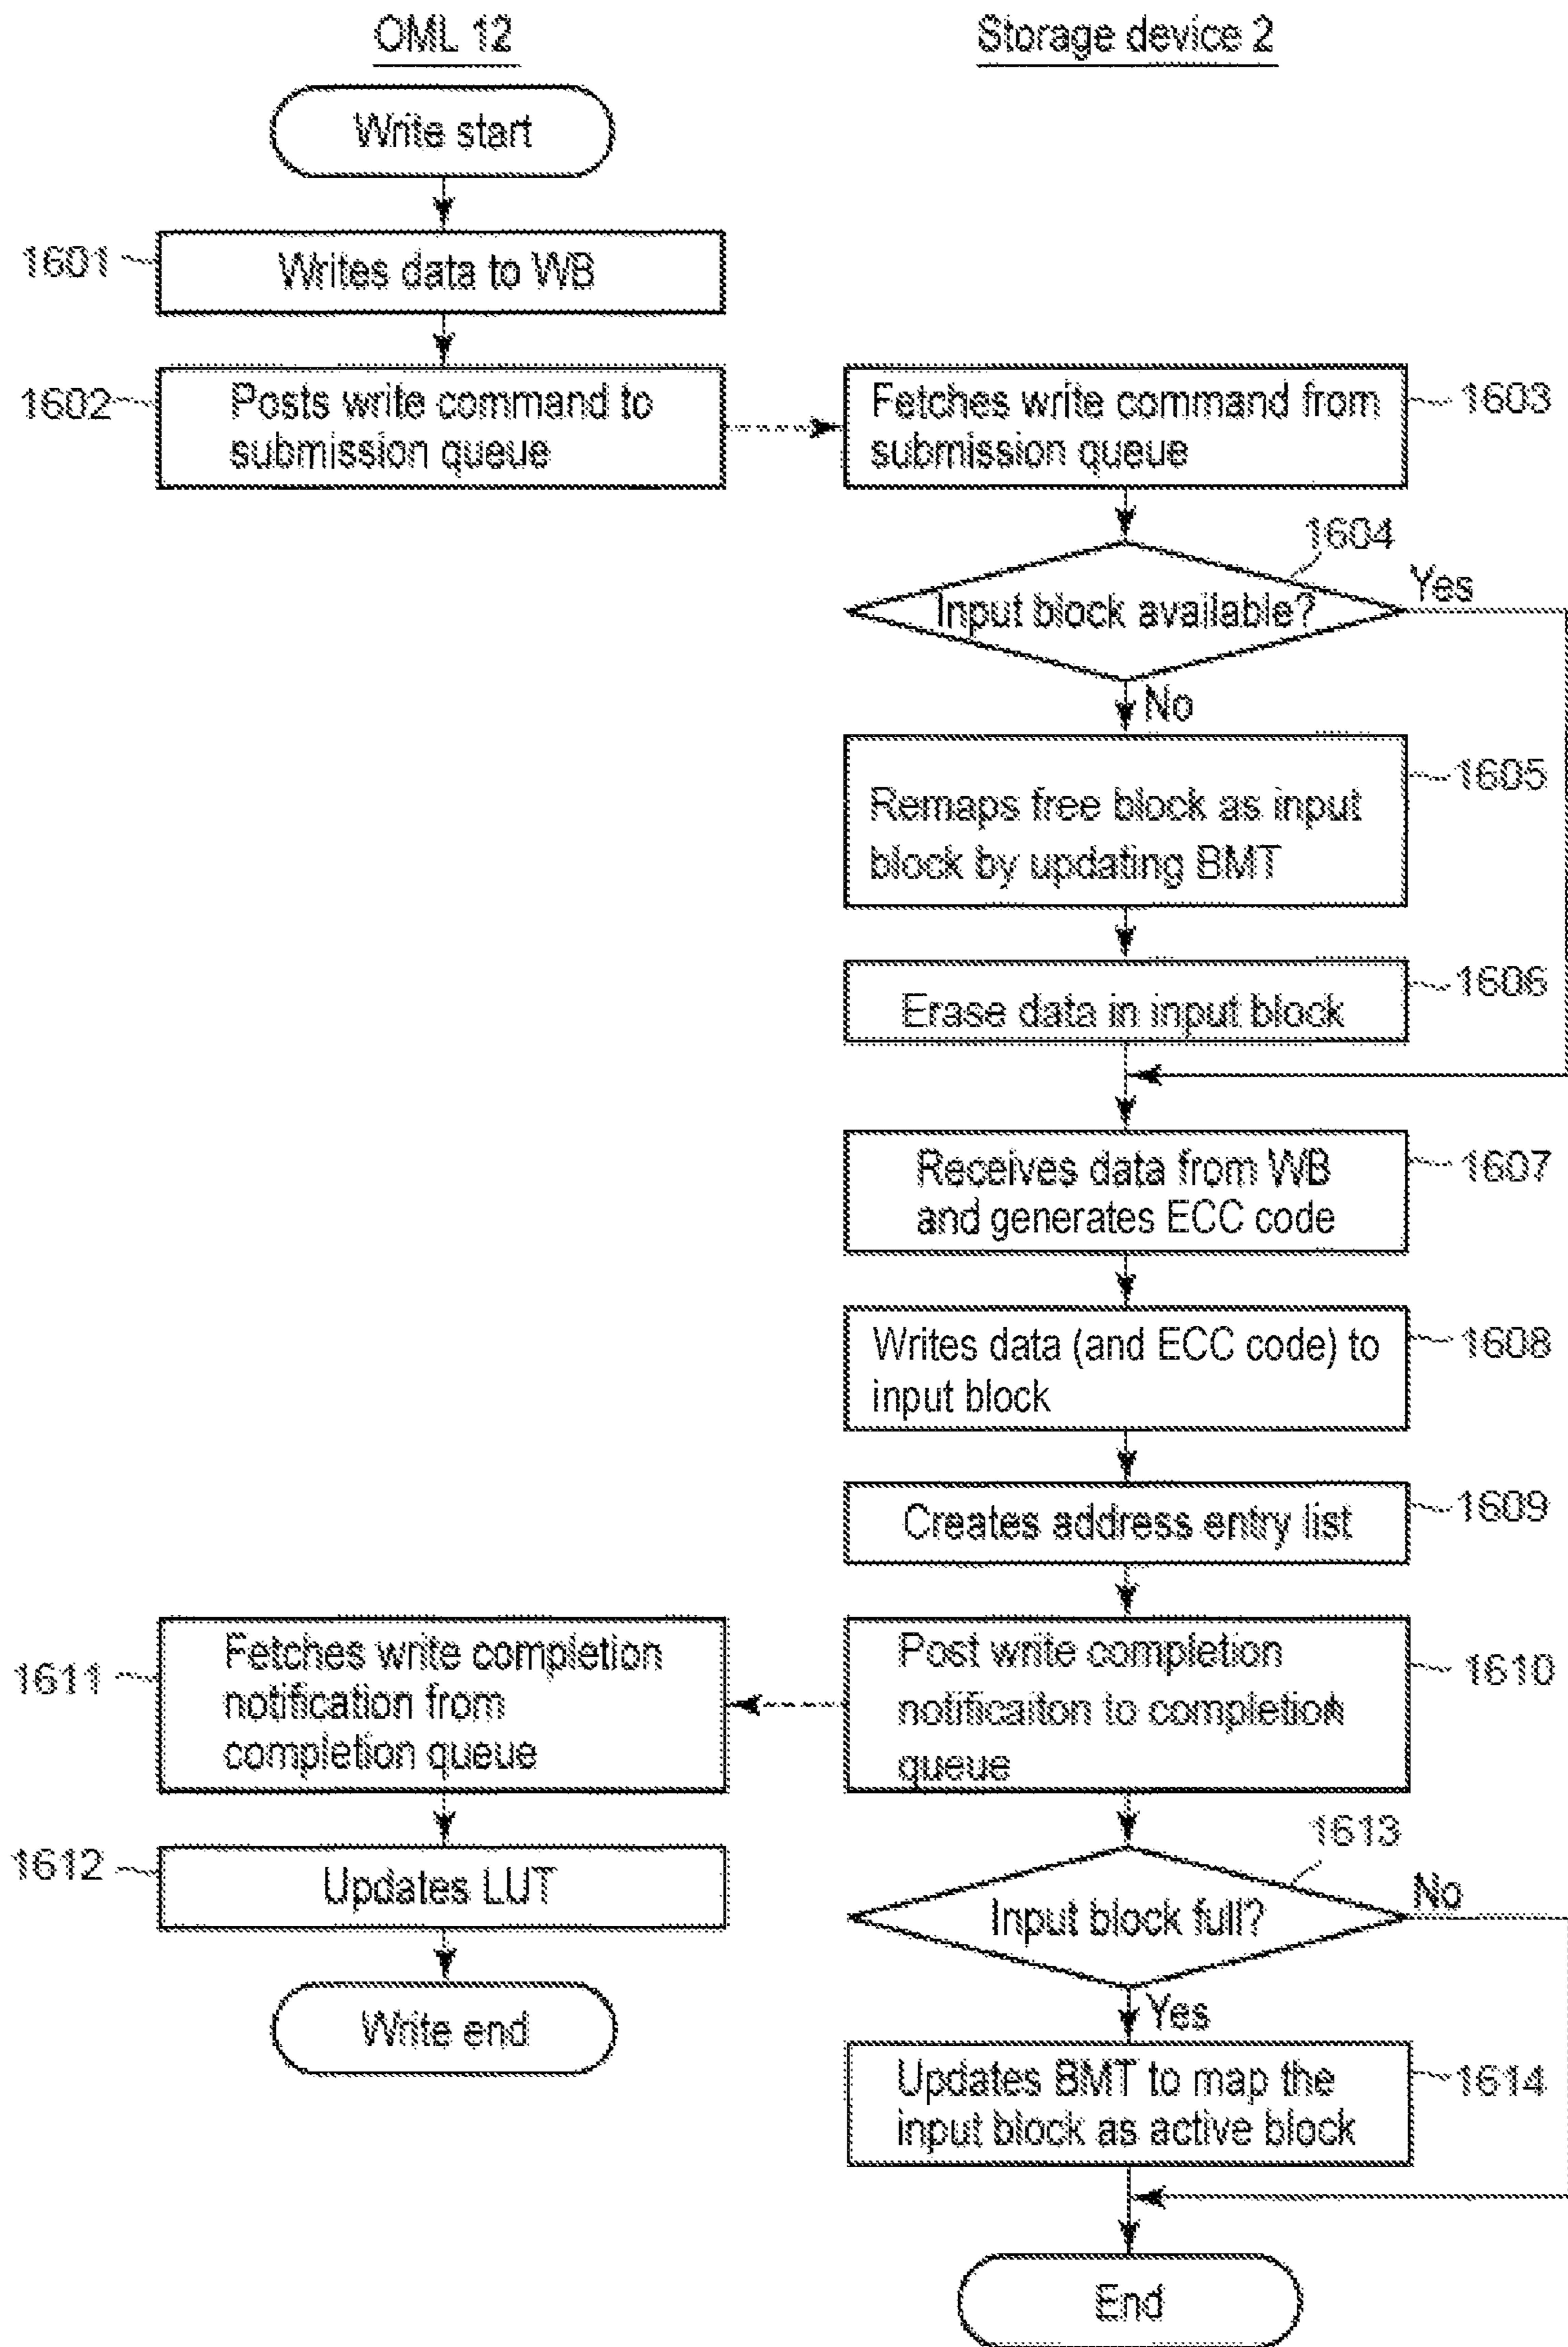 OML 12
Storage device 2
Write start
1601
Writes data to WB
1602
Posts write command to
submission queue
Fetches write command from
submission queue
1603
1604
Input block available?
Yes
No
Remaps free block as input
block by updating BMT
1605
Erase data in input block
1606
Receives data from WB
and generates ECC code
1607
Writes data (and ECC code) to
input block
1608
Creates address entry list
1609
1611
Fetches write completion
notification from
completion queue
Post write completion
notificaiton to completion
queue
1610
1612
Updates LUT
1613
Input block full?
No
Write end
Yes
Updates BMT to map the
input block as active block
1614
End